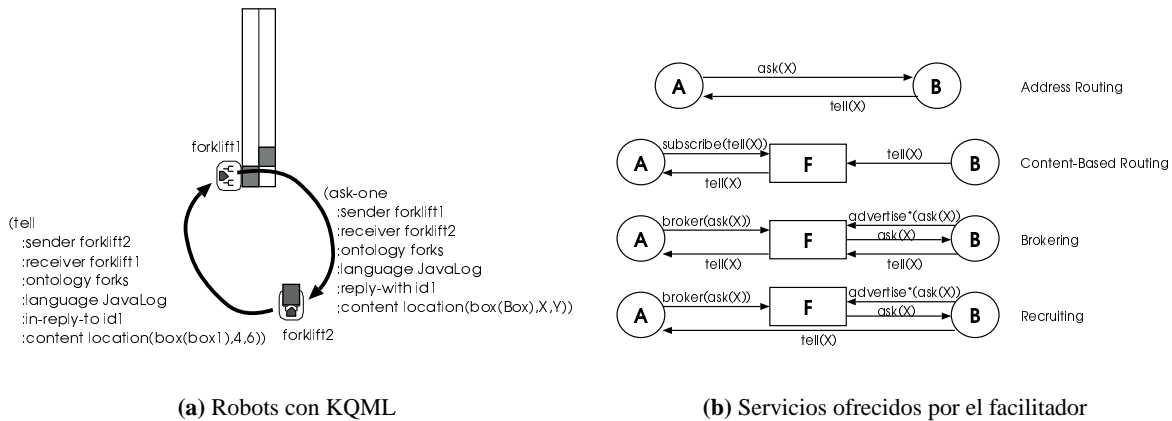 forklift1
(ask-one
:sender forklift1
:receiver forklift2
:ontology forks
:language JavaLog
:reply-with id1
:content location(box(Box),X,Y))
(tell
:sender forklift2
:receiver forklift1
:ontology forks
:language JavaLog
:in-reply-to id1
:content location(box(box1),4,6))
forklift2
(a) Robots con KQML
A
ask(X)
tell(X)
B
Address Routing
A
subscribe(tell(X))
tell(X)
F
tell(X)
B
Content-Based Routing
A
broker(ask(X))
tell(X)
F
advertise*(ask(X))
ask(X)
tell(X)
B
Brokering
A
broker(ask(X))
F
advertise*(ask(X))
ask(X)
B
tell(X)
Recruiting
(b) Servicios ofrecidos por el facilitador